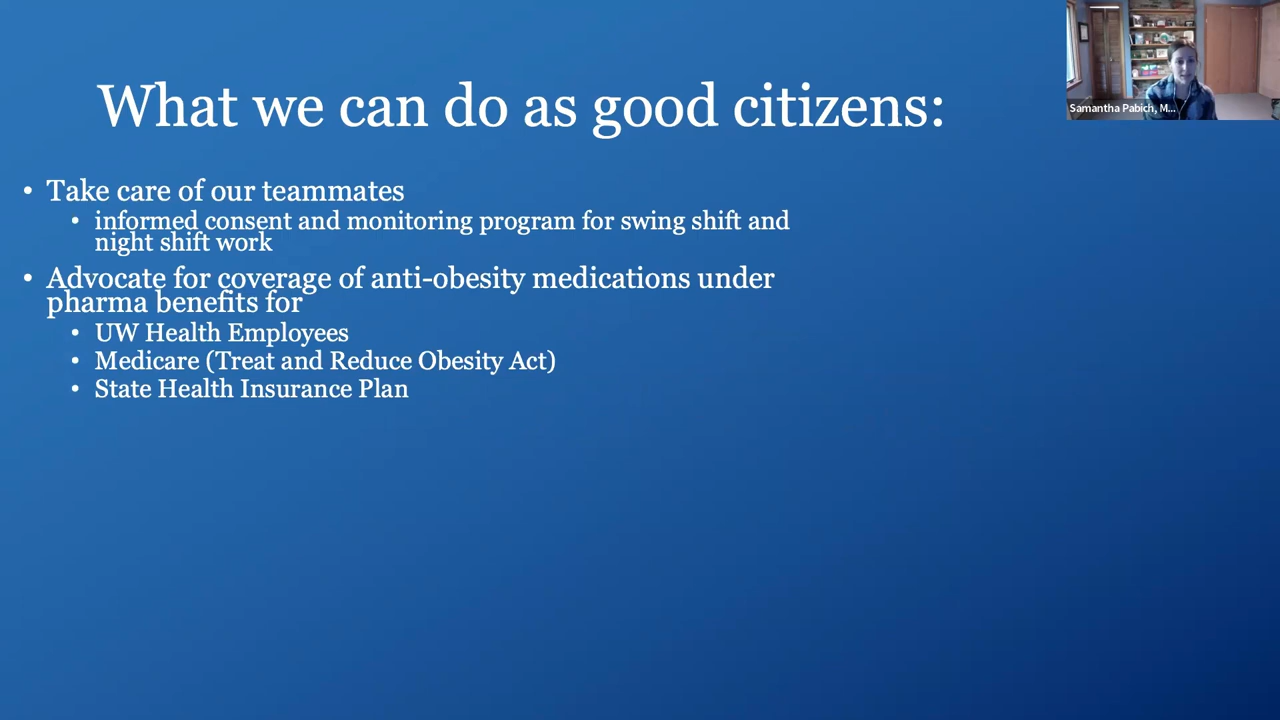 What we can do as good citizens:
Samantha Pabich, M...
• Take care of our teammates
• informed consent and monitoring program for swing shift and
night shift work
• Advocate for coverage of anti-obesity medications under
pharma benefits for
• UW Health Employees
• Medicare (Treat and Reduce Obesity Act)
• State Health Insurance Plan